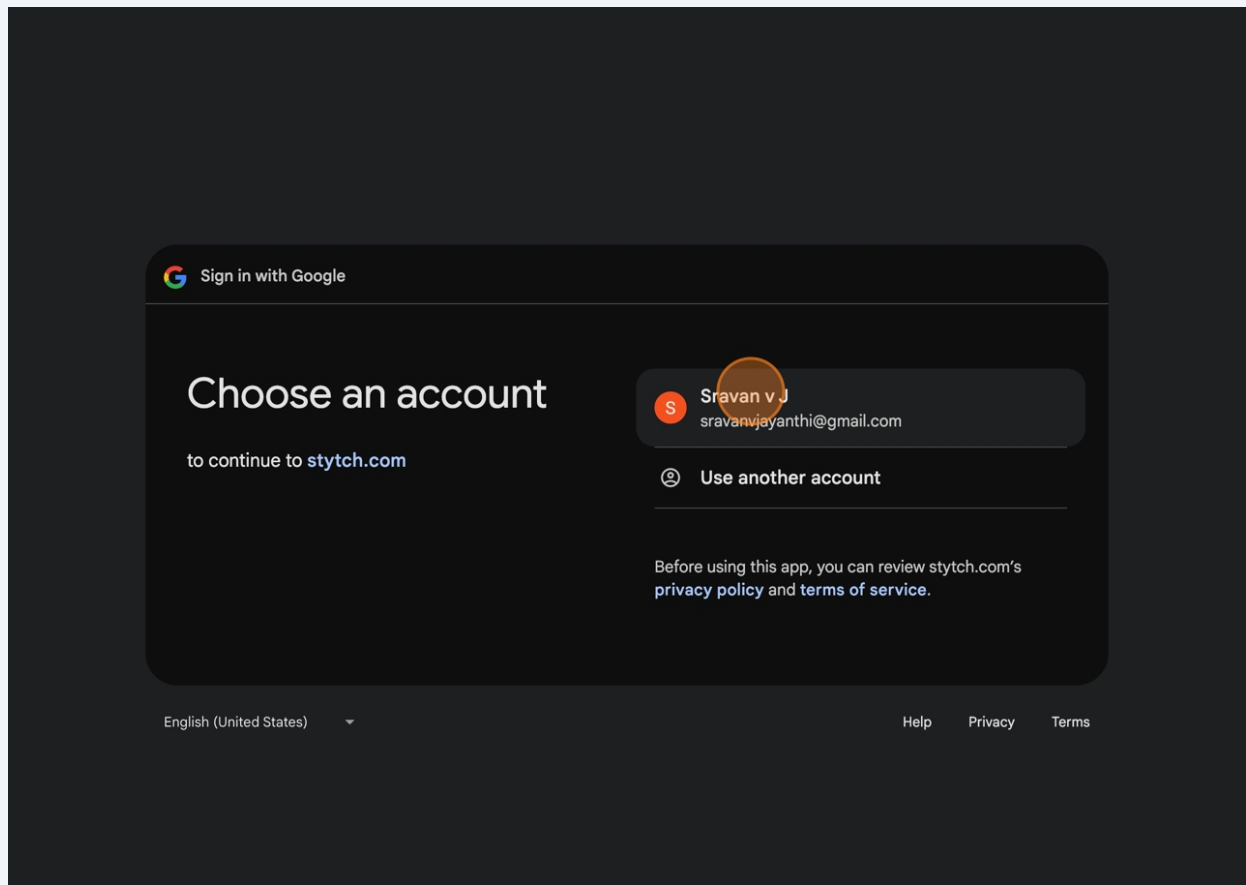 Sign in with Google
Choose an account
to continue to stytch.com
S
Sravan v J
sravanvjayanthi@gmail.com
Use another account
Before using this app, you can review stytch.com’s
privacy policy and terms of service.
English (United States)
Help Privacy Terms